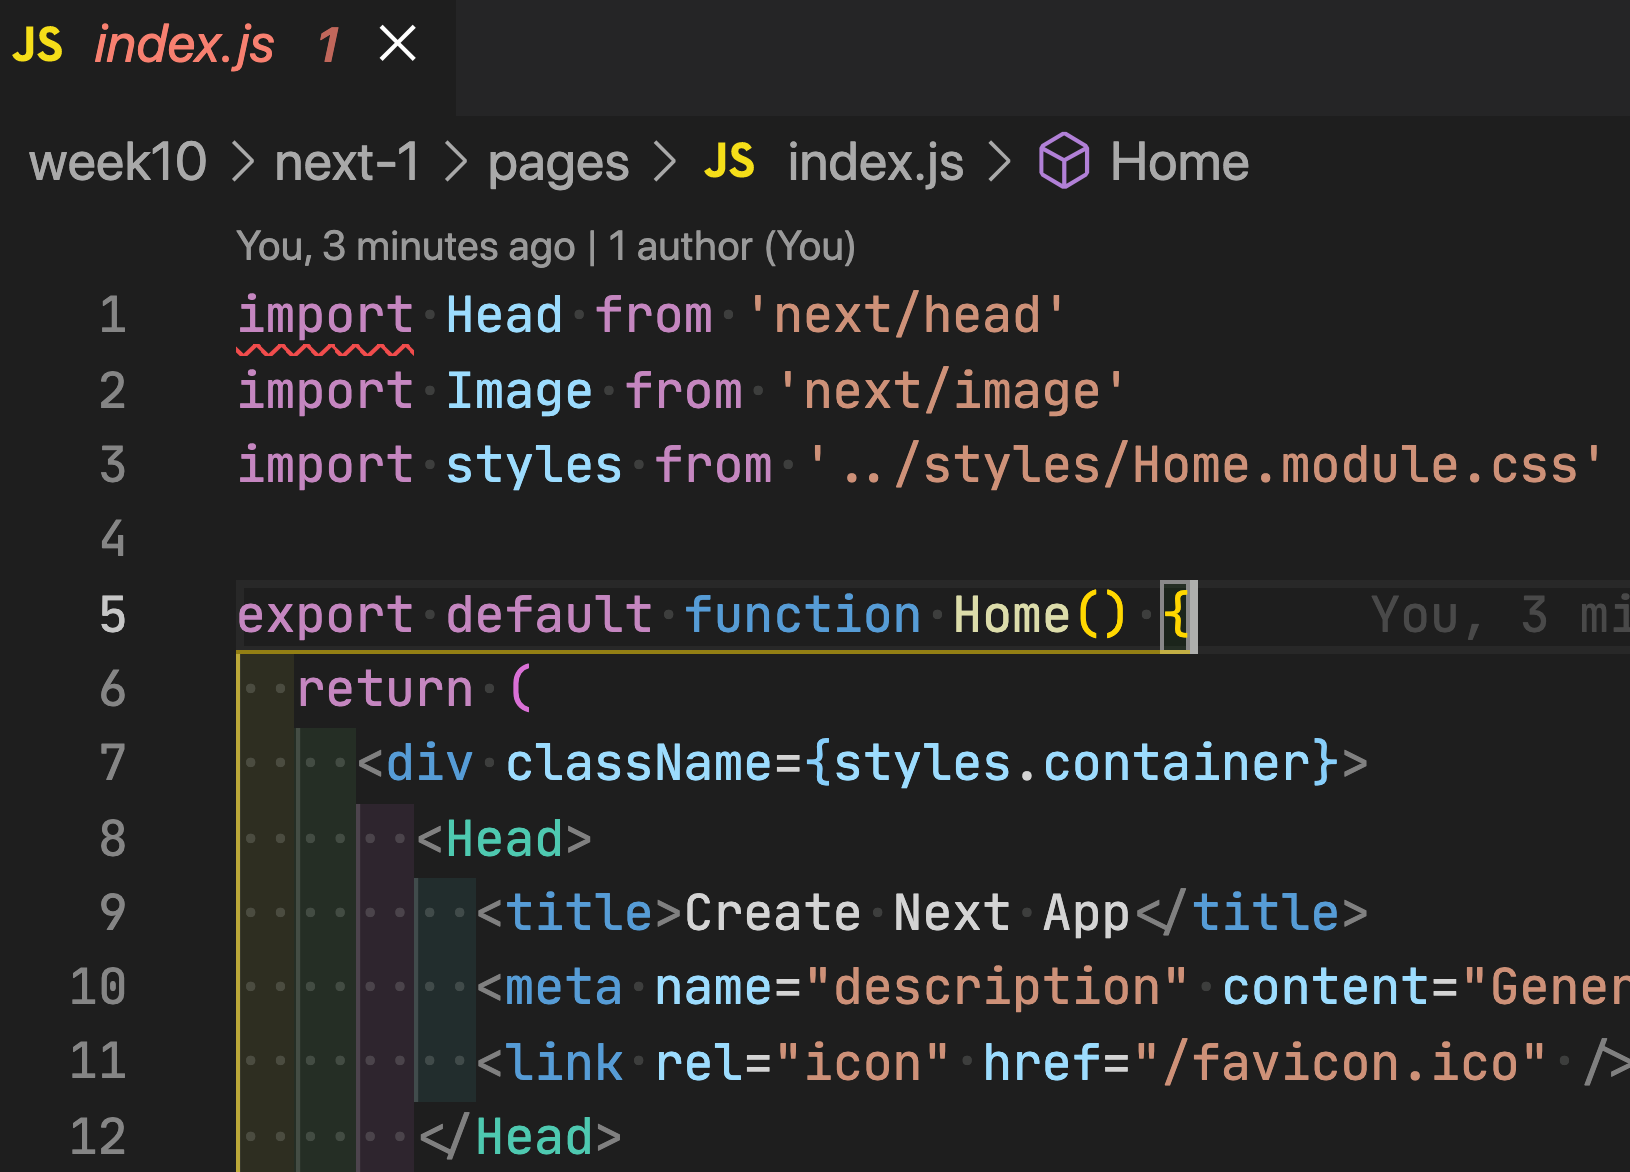 JS index.js 1
week10 > next-1 > pages > JS index.js > Home
You, 3 minutes ago | 1 author (You)
1 import Head from 'next/head'
2 import Image from 'next/image'
3 import styles from '../styles/Home.module.css'
4
5 export default function Home() { You, 3 mi
6 return (
7 <div className={styles.container}>
8 <Head>
9 <title>Create Next App</title>
10 <meta name="description" content="Gener
11 <link rel="icon" href="/favicon.ico" />
12 </Head>